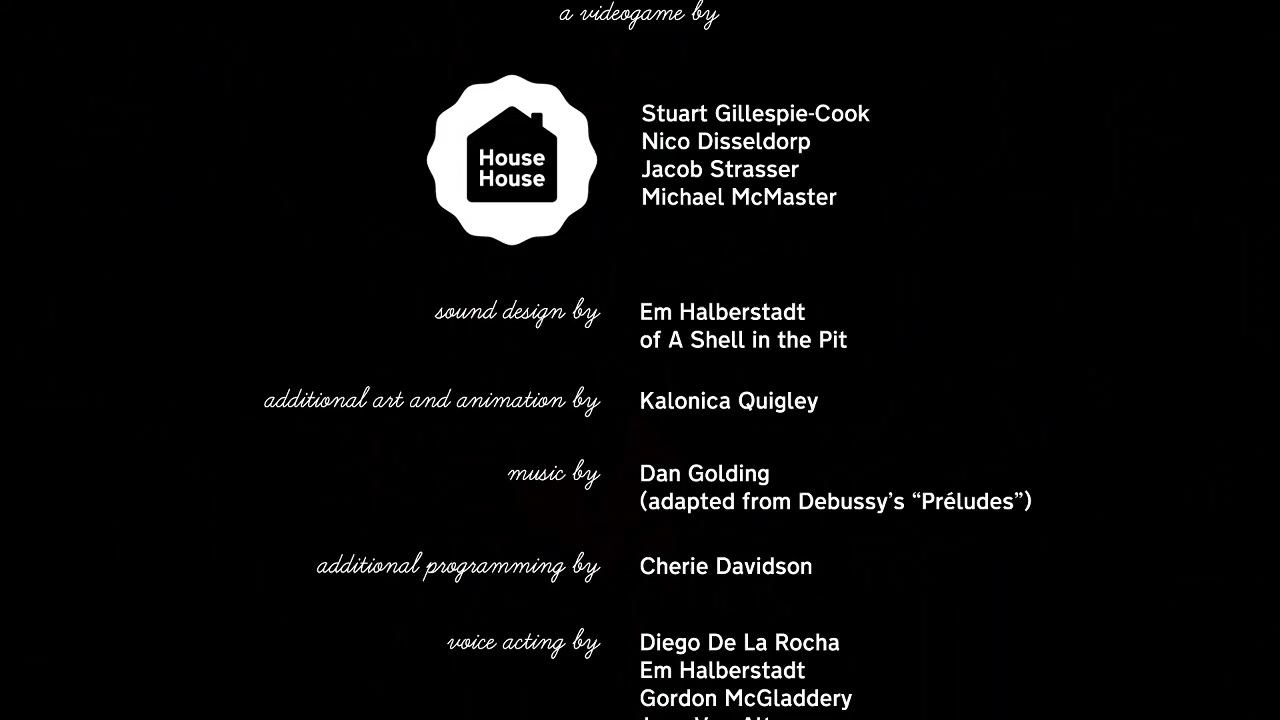 a videogame by
House
House
Stuart Gillespie-Cook
Nico Disseldorp
Jacob Strasser
Michael McMaster
sound design by
Em Halberstadt
of A Shell in the Pit
additional art and animation by
Kalonica Quigley
music by
Dan Golding
(adapted from Debussy’s “Préludes”)
additional programming by
Cherie Davidson
voice acting by
Diego De La Rocha
Em Halberstadt
Gordon McGladdery